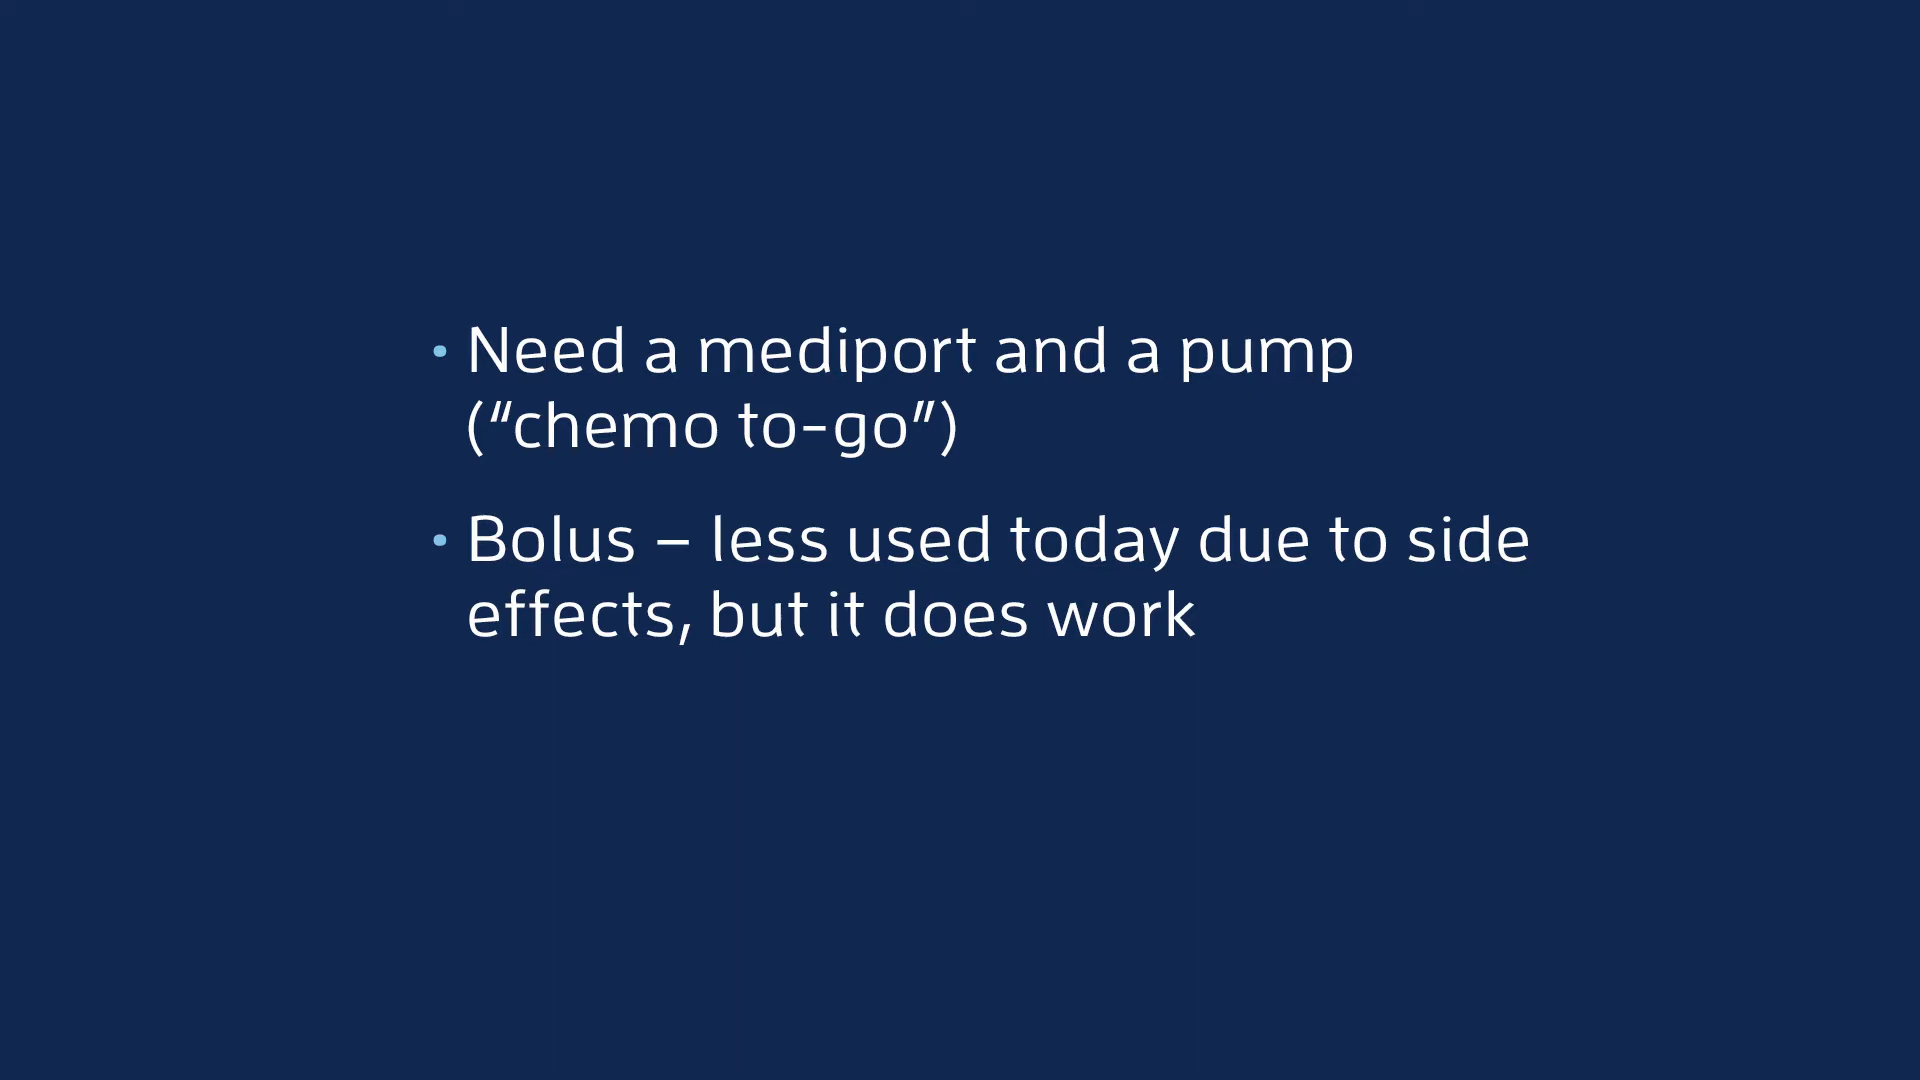 • Need a mediport and a pump
(“chemo to-go”)
• Bolus – less used today due to side
effects, but it does work